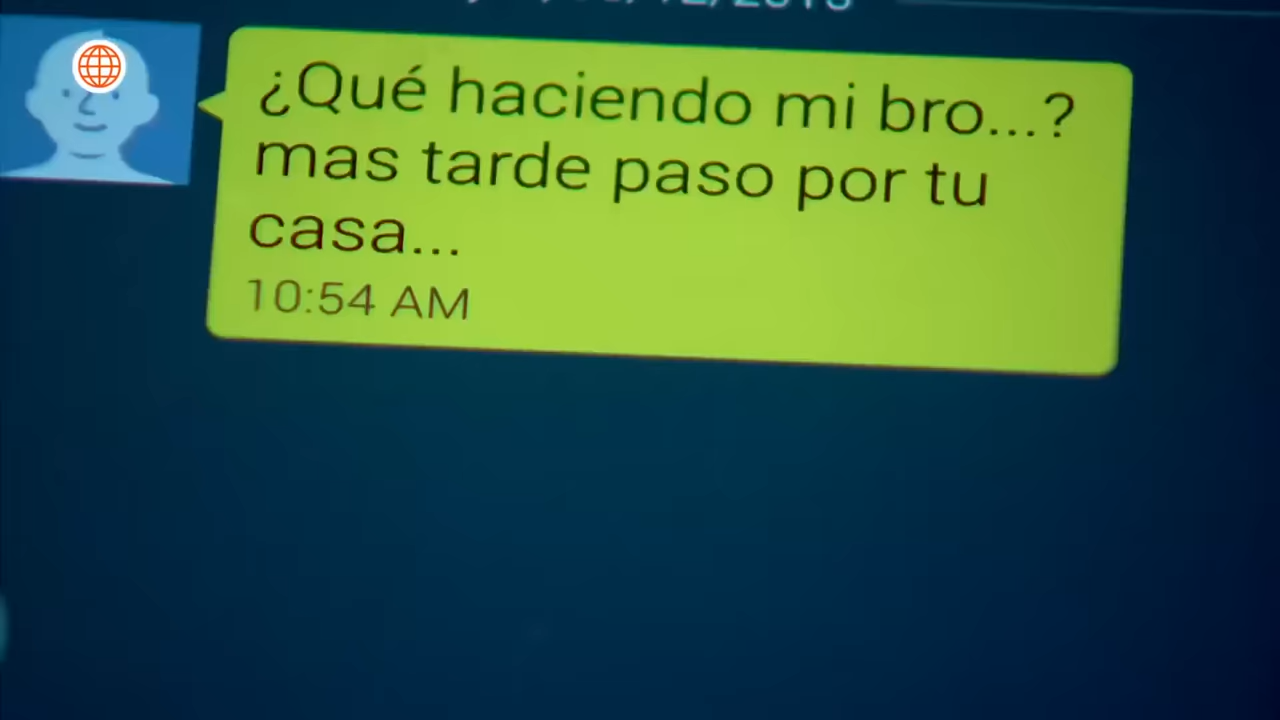 ¿Qué haciendo mi bro...?
mas tarde paso por tu
casa...
10:54 AM